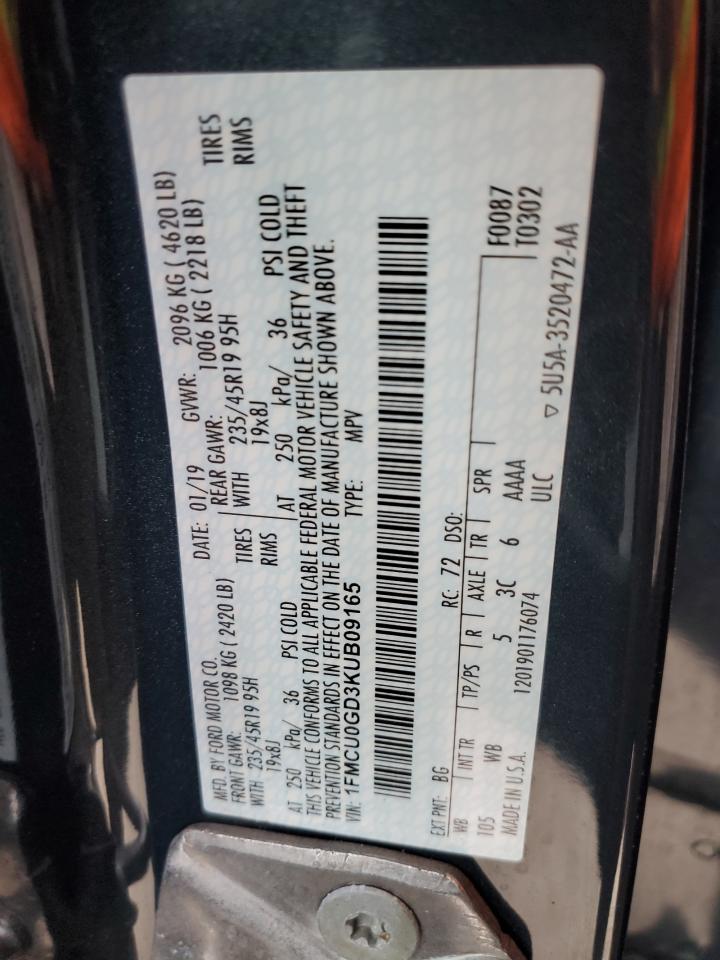 MFD. BY FORD MOTOR CO. DATE: 01/19 GVWR: 2096 KG ( 4620 LB)
FRONT GAWR: 1098 KG ( 2420 LB) REAR GAWR: 1006 KG ( 2218 LB)
WITH 235/45R19 95H TIRES WITH 235/45R19 95H TIRES
19x8J RIMS 19x8J RIMS
AT 250 kPa/ 36 PSI COLD AT 250 kPa/ 36 PSI COLD
THIS VEHICLE CONFORMS TO ALL APPLICABLE FEDERAL MOTOR VEHICLE SAFETY AND THEFT
PREVENTION STANDARDS IN EFFECT ON THE DATE OF MANUFACTURE SHOWN ABOVE.
VIN: 1FMCU0GD3KUB09165 TYPE: MPV
EXT PNT: BG RC: 72 DSO: F0087
WB INT TR TP/PS R AXLE TR SPR T0302
105 WB 5 3C 6 AAAA
MADE IN U.S.A. 1201901176074 ULC ▽ 5U5A-3520472-AA